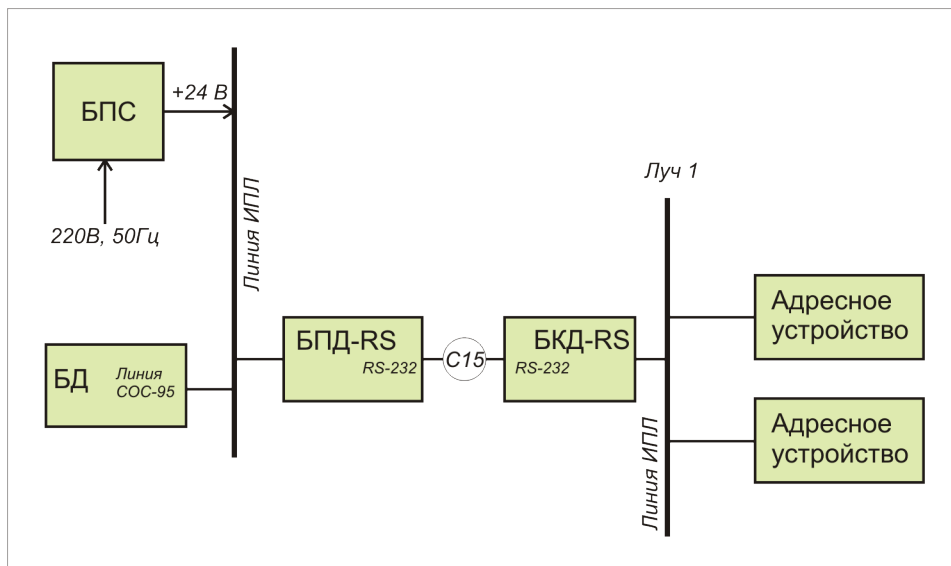 БПС
+24 В
220В, 50Гц
Линия ИПЛ
БД
Линия
СОС-95
БПД-RS
RS-232
С15
БКД-RS
RS-232
Луч 1
Линия ИПЛ
Адресное
устройство
Адресное
устройство